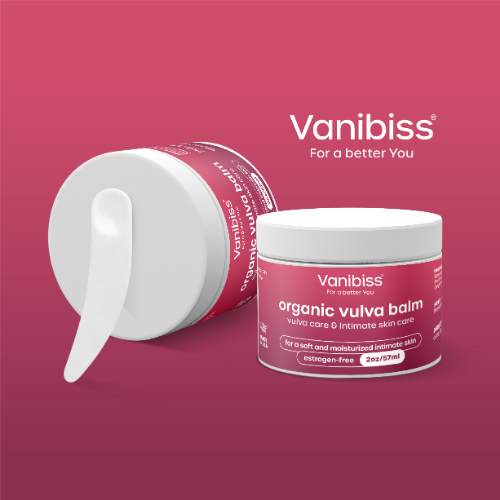 Vanibiss®
For a better You
Vanibiss®
organic vulva balm
Vanibiss®
For a better You
organic vulva balm
vulva care & Intimate skin care
for a soft and moisturized intimate skin
estrogen-free 2oz/57ml